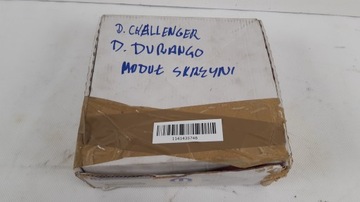 D. CHALLENGER
D. DURANGO
MODUŁ SKRZYNI